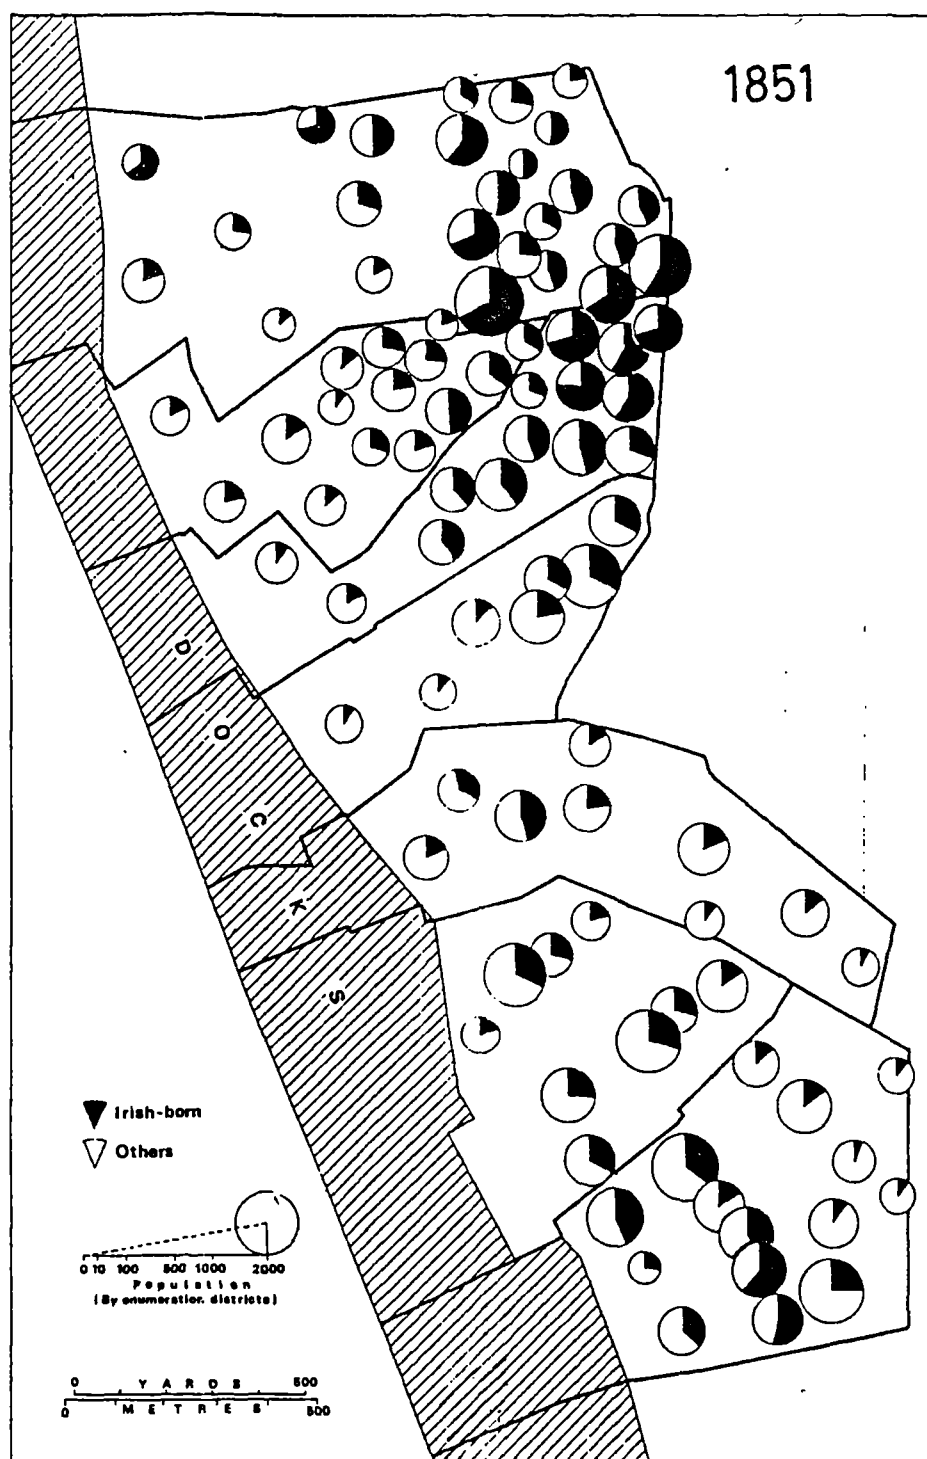 1851
D
O
C
K
S
Irish-born
Others
0 10 100 500 1000 2000
Population
(By enumeration districts)
0 YARDS 500
0 METRES 500